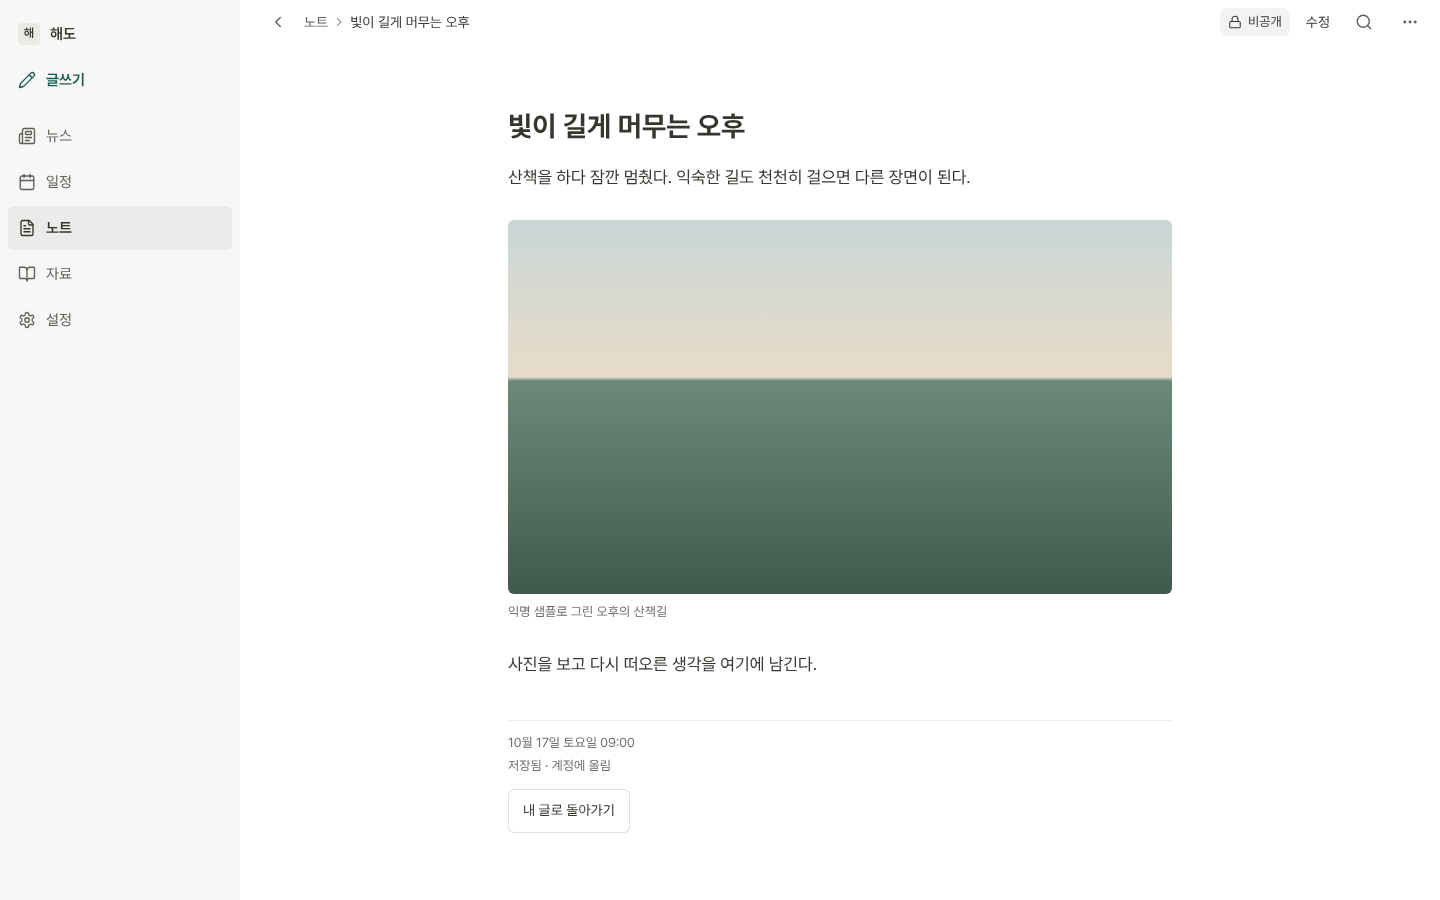 해 해도
글쓰기
뉴스
일정
노트
자료
설정
노트 빛이 길게 머무는 오후
비공개 수정
빛이 길게 머무는 오후
산책을 하다 잠깐 멈췄다. 익숙한 길도 천천히 걸으면 다른 장면이 된다.
익명 샘플로 그린 오후의 산책길
사진을 보고 다시 떠오른 생각을 여기에 남긴다.
10월 17일 토요일 09:00
저장됨 · 계정에 올림
내 글로 돌아가기